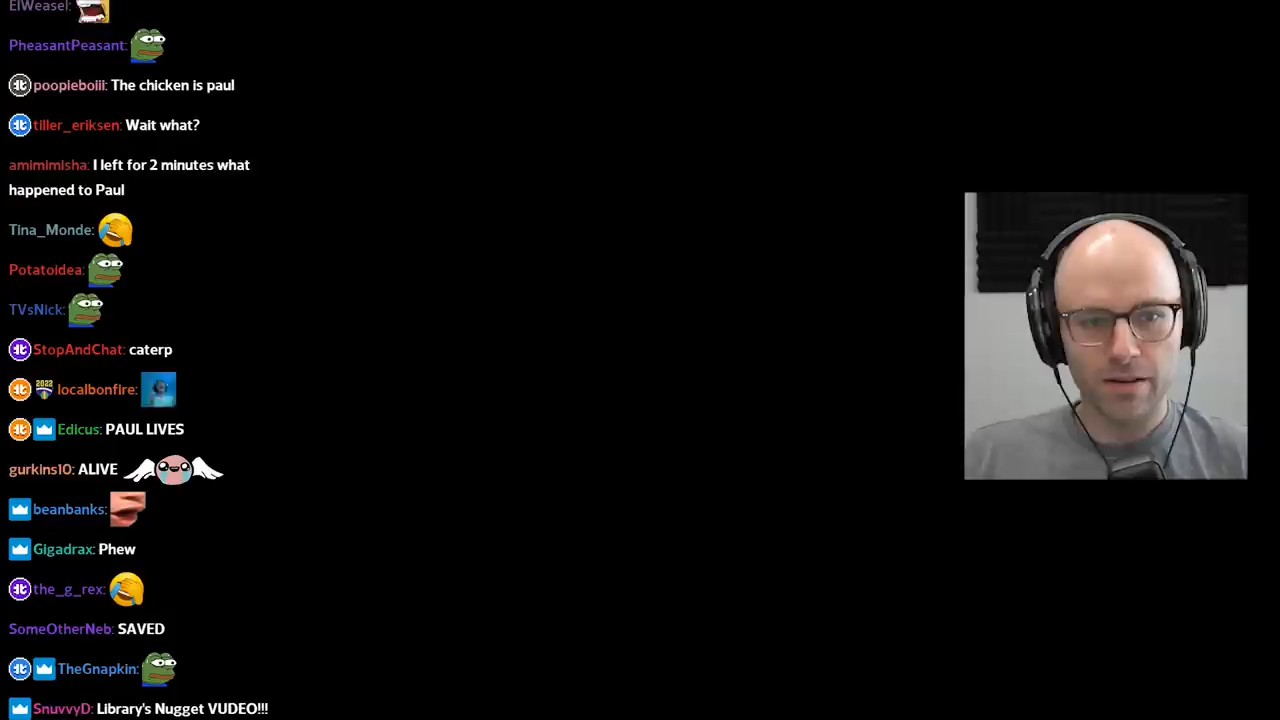 ElWeasel:
PheasantPeasant:
poopieboiii: The chicken is paul
tiller_eriksen: Wait what?
amimimisha: I left for 2 minutes what
happened to Paul
Tina_Monde:
Potatoidea:
TVsNick:
StopAndChat: caterp
2022 localbonfire:
Edicus: PAUL LIVES
gurkins10: ALIVE
beanbanks:
Gigadrax: Phew
the_g_rex:
SomeOtherNeb: SAVED
TheGnapkin:
SnuvvyD: Library's Nugget VUDEO!!!